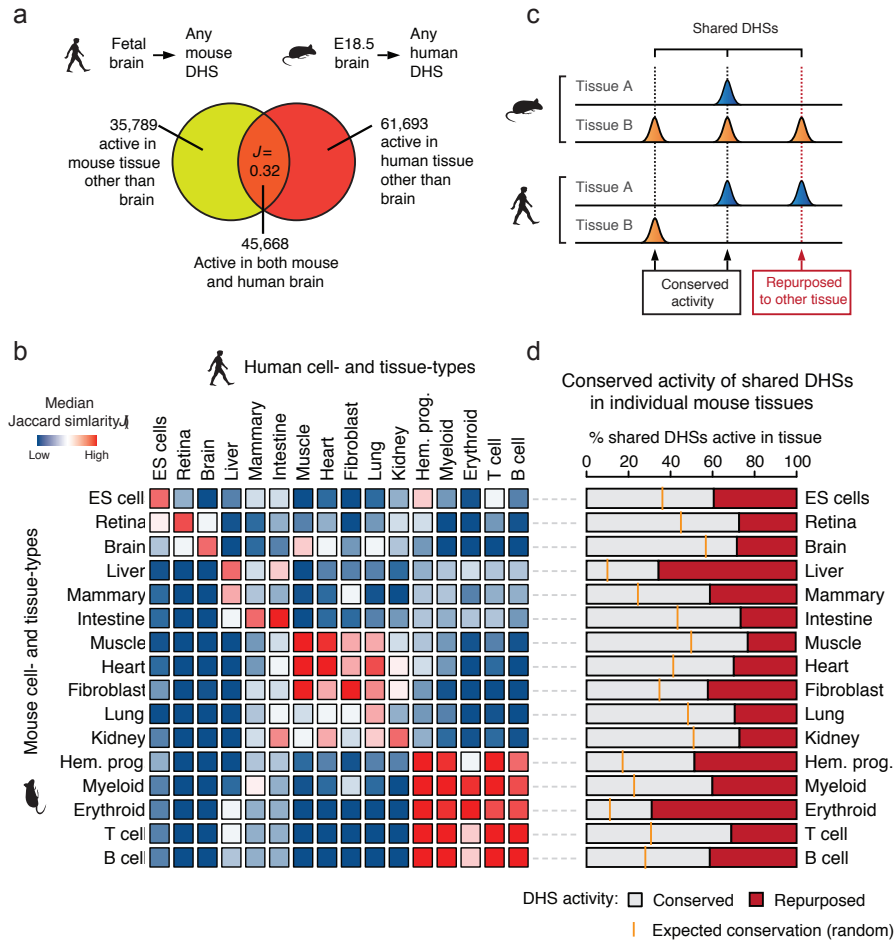 a
Fetal
brain
Any
mouse
DHS
E18.5
brain
Any
human
DHS
35,789
active in
mouse tissue
other than
brain
J=
0.32
61,693
active in
human tissue
other than
brain
45,668
Active in both mouse
and human brain
c
Shared DHSs
Tissue A
Tissue B
Tissue A
Tissue B
Conserved
activity
Repurposed
to other tissue
b
Human cell- and tissue-types
Median
Jaccard simlarity J
Low
High
ES cells
Retina
Brain
Liver
Mammary
Intestine
Muscle
Heart
Fibroblast
Lung
Kidney
Hem. prog.
Myeloid
Erythroid
T cell
B cell
Mouse cell- and tissue-types
ES cell
Retina
Brain
Liver
Mammary
Intestine
Muscle
Heart
Fibroblast
Lung
Kidney
Hem. prog
Myeloid
Erythroid
T cell
B cell
d
Conserved activity of shared DHSs
in individual mouse tissues
% shared DHSs active in tissue
0 20 40 60 80 100
ES cells
Retina
Brain
Liver
Mammary
Intestine
Muscle
Heart
Fibroblast
Lung
Kidney
Hem. prog.
Myeloid
Erythroid
T cell
B cell
DHS activity: Conserved Repurposed
Expected conservation (random)